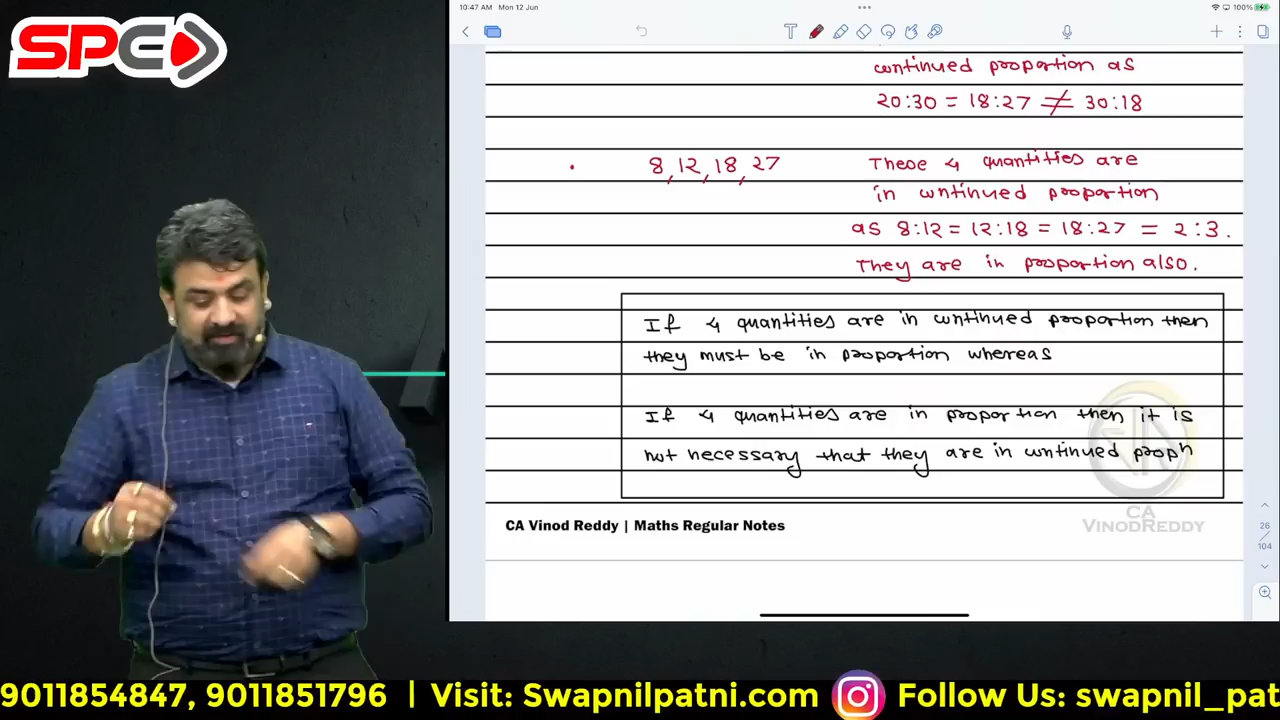 10:47 AM Mon 12 Jun
100%
SPC
continued proportion as
20:30 = 18:27 ≠ 30:18
. 8, 12, 18, 27 These 4 quantities are
in continued proportion
as 8:12 = 12:18 = 18:27 = 2:3.
They are in proportion also.
If 4 quantities are in continued proportion then
they must be in proportion whereas
If 4 quantities are in proportion then it is
not necessary that they are in continued propn
CA Vinod Reddy | Maths Regular Notes
CA
VINODREDDY
26
104
9011854847, 9011851796 | Visit: Swapnilpatni.com Follow Us: swapnil_pat